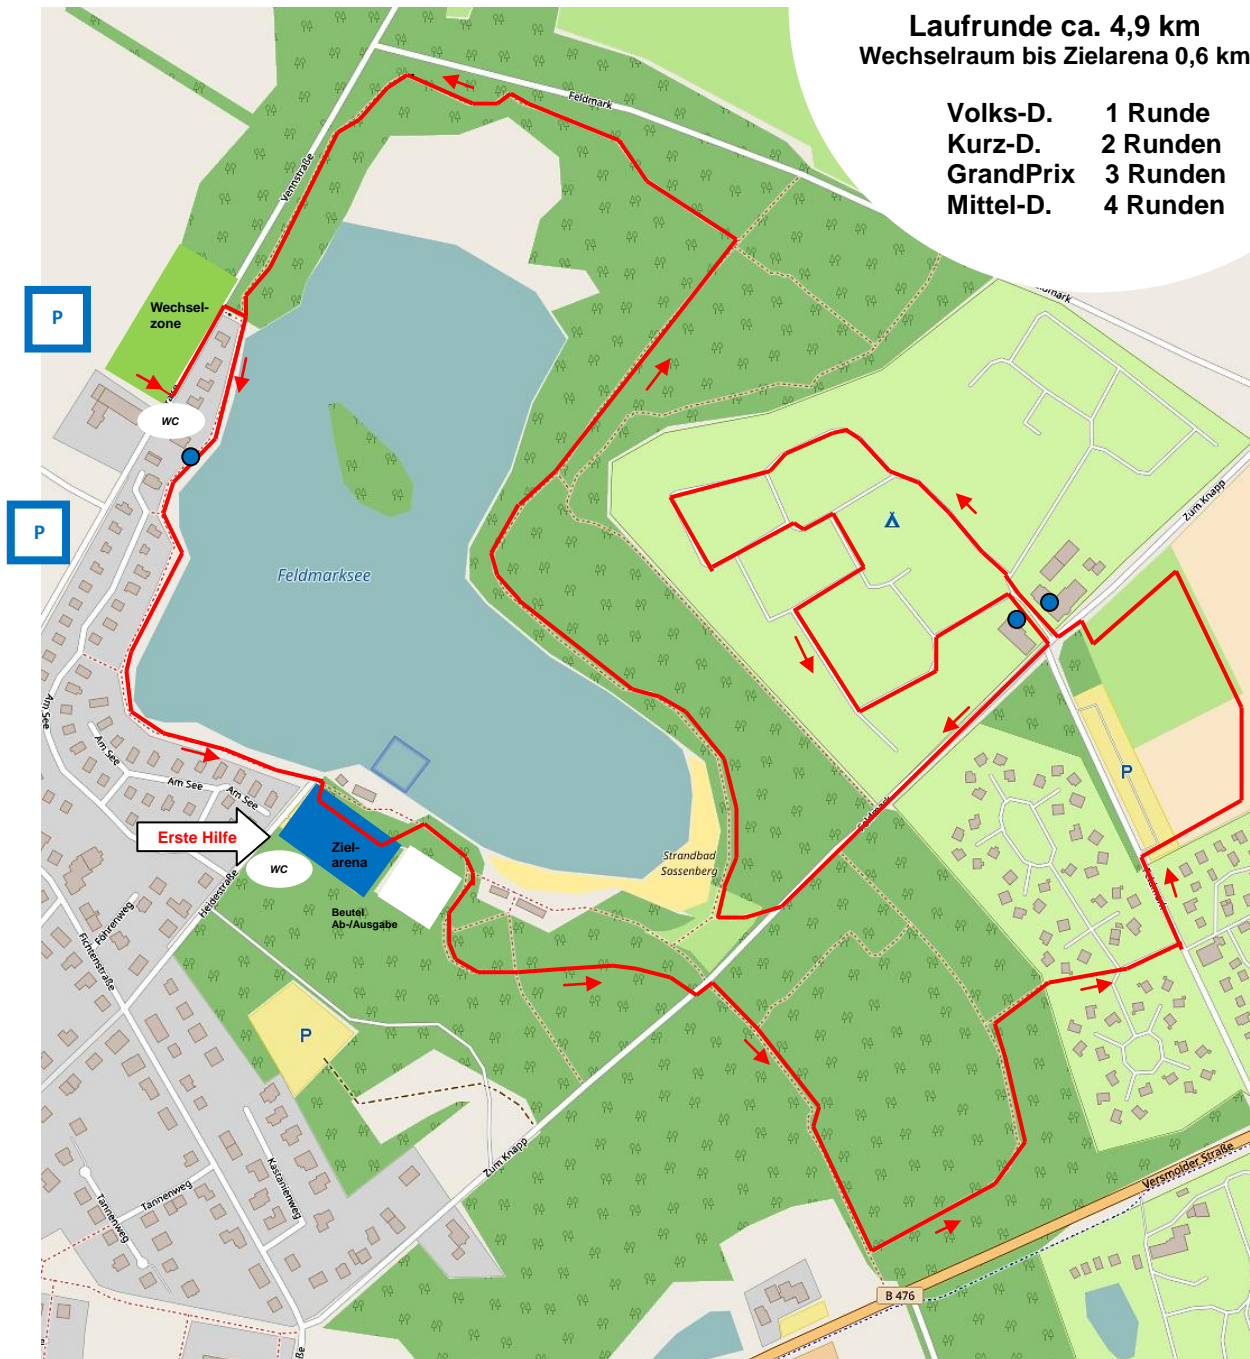 Laufrunde ca. 4,9 km
Wechselraum bis Zielarena 0,6 km
Volks-D. 1 Runde
Kurz-D. 2 Runden
GrandPrix 3 Runden
Mittel-D. 4 Runden
Feldmark
Vennstraße
Wechsel-
zone
P
WC
P
Feldmark
Zum Knapp
Feldmarksee
Am See
Am See
Am See
Am See
P
Feldmark
Feldmark
Erste Hilfe
Ziel-
arena
WC
Strandbad
Sassenberg
Beutel
Ab-/Ausgabe
Heidestraße
Föhrenweg
Fichtenstraße
P
Zum Knapp
Kastanienweg
Tannenweg
Tannenweg
Versmolder Straße
B 476